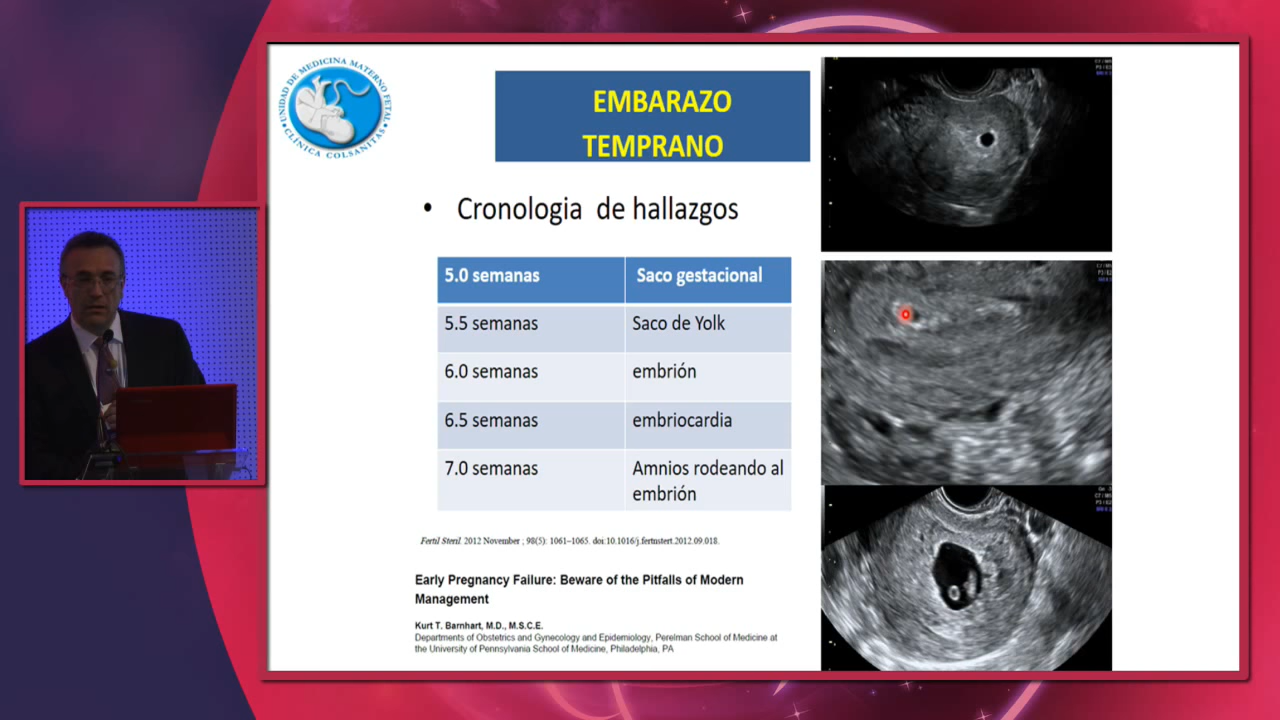 UNIDAD DE MEDICINA MATERNO FETAL
• CLÍNICA COLSANITAS •
EMBARAZO
TEMPRANO
• Cronologia de hallazgos
5.0 semanas Saco gestacional
5.5 semanas Saco de Yolk
6.0 semanas embrión
6.5 semanas embriocardia
7.0 semanas Amnios rodeando al
embrión
Fertil Steril. 2012 November ; 98(5): 1061–1065. doi:10.1016/j.fertnstert.2012.09.018.
Early Pregnancy Failure: Beware of the Pitfalls of Modern
Management
Kurt T. Barnhart, M.D., M.S.C.E.
Departments of Obstetrics and Gynecology and Epidemiology, Perelman School of Medicine at
the University of Pennsylvania School of Medicine, Philadelphia, PA